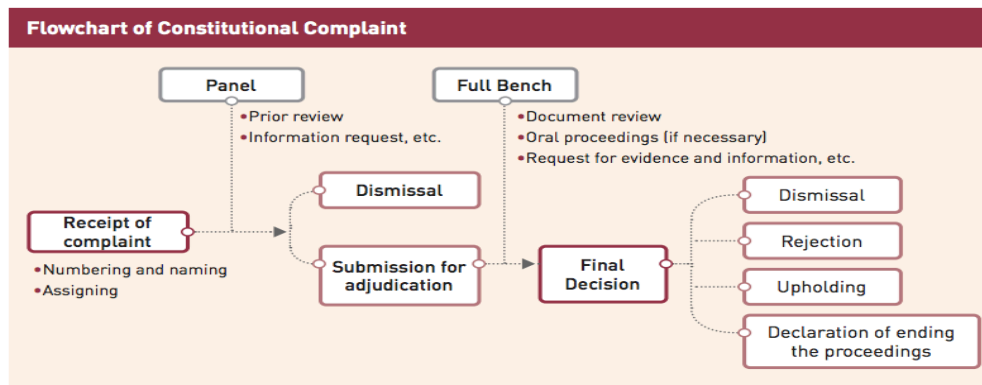 Flowchart of Constitutional Complaint
Panel
•Prior review
•Information request, etc.
Full Bench
•Document review
•Oral proceedings (if necessary)
•Request for evidence and information, etc.
Receipt of
complaint
•Numbering and naming
•Assigning
Dismissal
Submission for
adjudication
Final
Decision
Dismissal
Rejection
Upholding
Declaration of ending
the proceedings